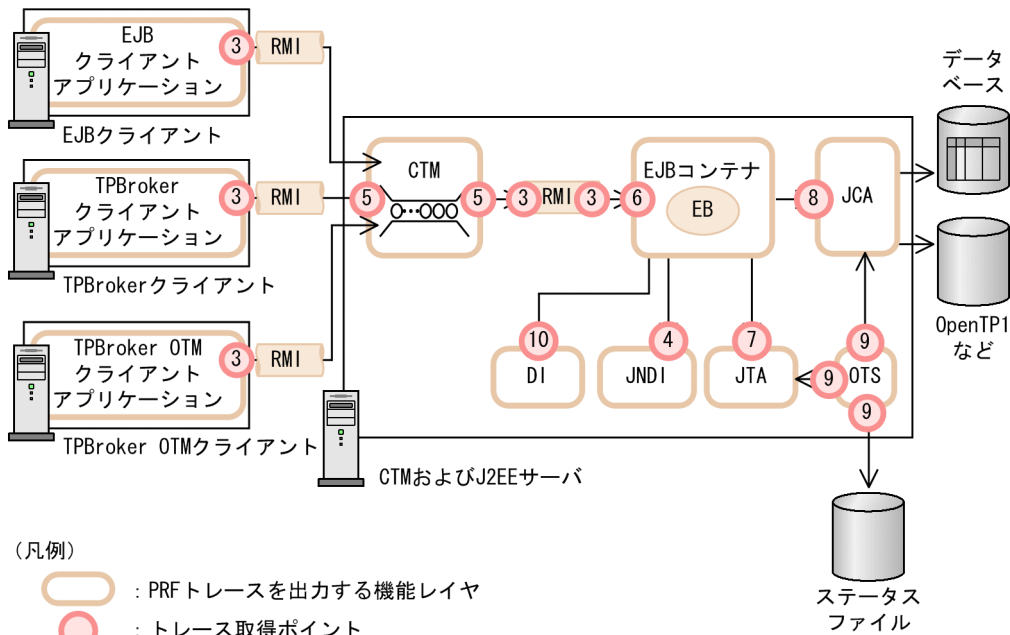 EJB
クライアント
アプリケーション
3
RMI
EJBクライアント
TPBroker
クライアント
アプリケーション
3
RMI
TPBrokerクライアント
TPBroker OTM
クライアント
アプリケーション
3
RMI
TPBroker OTMクライアント
CTM
5
5
3
RMI
3
6
EJBコンテナ
EB
8
JCA
データ
ベース
OpenTP1
など
10
DI
4
JNDI
7
JTA
9
9
OTS
9
CTMおよびJ2EEサーバ
ステータス
ファイル
(凡例)
：PRFトレースを出力する機能レイヤ
：トレース取得ポイント